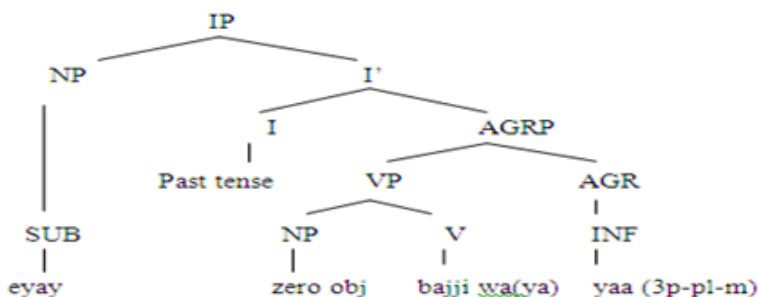 IP
NP I'
I AGRP
Past tense VP AGR
SUB NP V INF
eyay zero obj bajji wa(ya) yaa (3p-pl-m)